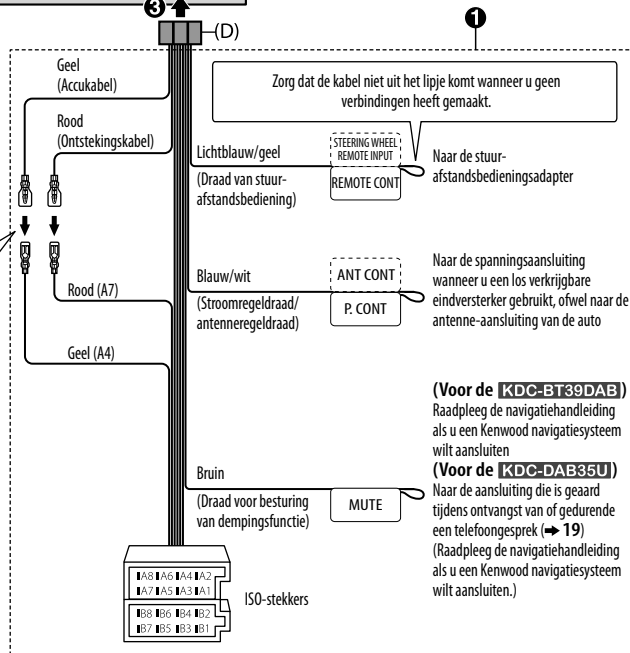 ❸
(D)
❶
Geel
(Accukabel)
Zorg dat de kabel niet uit het lipje komt wanneer u geen
verbindingen heeft gemaakt.
Rood
(Ontstekingskabel)
Lichtblauw/geel
(Draad van stuur-
afstandsbediening)
STEERING WHEEL
REMOTE INPUT
REMOTE CONT
Naar de stuur-
afstandsbedieningsadapter
Blauw/wit
(Stroomregeldraad/
antenneregeldraad)
ANT CONT
P. CONT
Naar de spanningsaansluiting
wanneer u een los verkrijgbare
eindversterker gebruikt, ofwel naar de
antenne-aansluiting van de auto
Rood (A7)
Geel (A4)
(Voor de KDC-BT39DAB)
Raadpleeg de navigatiehandleiding
als u een Kenwood navigatiesysteem
wilt aansluiten
Bruin
(Draad voor besturing
van dempingsfunctie)
MUTE
(Voor de KDC-DAB35U)
Naar de aansluiting die is geaard
tijdens ontvangst van of gedurende
een telefoongesprek (➡ 19)
(Raadpleeg de navigatiehandleiding
als u een Kenwood navigatiesysteem
wilt aansluiten.)
A8 A6 A4 A2
A7 A5 A3 A1
B8 B6 B4 B2
B7 B5 B3 B1
ISO-stekkers